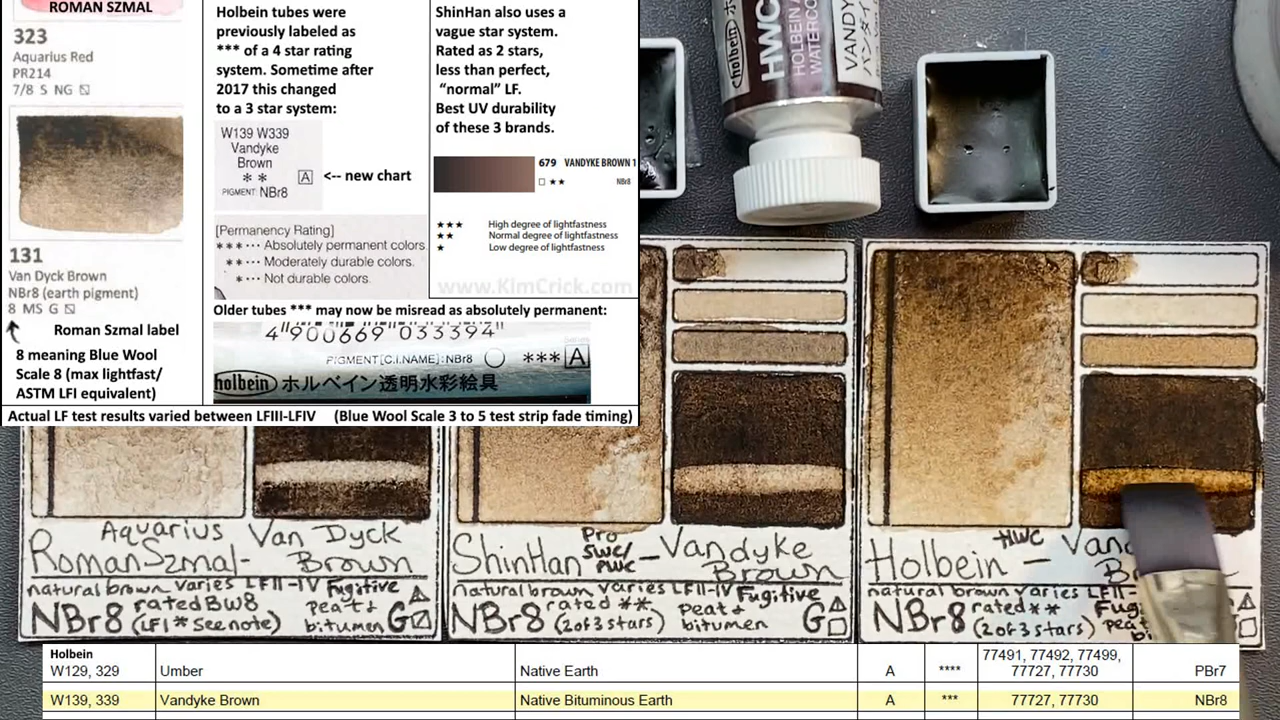 ROMAN SZMAL
323
Aquarius Red
PR214
7/8 S NG
131
Van Dyck Brown
NBr8 (earth pigment)
8 MS G
Roman Szmal label
8 meaning Blue Wool
Scale 8 (max lightfast/
ASTM LFI equivalent)
Holbein tubes were
previously labeled as
*** of a 4 star rating
system. Sometime after
2017 this changed
to a 3 star system:
W139 W339
Vandyke
Brown
** A
PIGMENT NBr8
<-- new chart
[Permancy Rating]
***··· Absolutely permanent colors.
**··· Moderately durable colors.
*··· Not durable colors.
ShinHan also uses a
vague star system.
Rated as 2 stars,
less than perfect,
“normal” LF.
Best UV durability
of these 3 brands.
679 VANDYKE BROWN 1
□ ★★ NBr8
★★★ High degree of lightfastness
★★ Normal degree of lightfastness
★ Low degree of lightfastness
www.KimCrick.com
Older tubes *** may now be misread as absolutely permanent:
4"900669"033394"
PIGMENT[C.I.NAME]:NBr8 ◯ *** A
holbein ホルベイン透明水彩絵具
Actual LF test results varied between LFIII-LFIV (Blue Wool Scale 3 to 5 test strip fade timing)
holbein
HWC
HOLBEIN
WATERCO
VANDY
Aquarius Van Dyck
Roman Szmal- Brown
natural brown varies LFII-IV Fugitive
NBr8 rated BW8
(LF1* See note)
peat &
bitumen
G
ShinHan Pro SWC/PWC - Vandyke
Brown
natural brown varies LFII-IV Fugitive
NBr8 rated **
(2 of 3 stars)
peat &
bitumen
G
Holbein HWC - Vand
Br
natural brown varies LFII-
NBr8 rated **
(2 of 3 stars)
Fug
pea
bi
Holbein
W129, 329 Umber Native Earth A **** 77491, 77492, 77499, 77727, 77730 PBr7
W139, 339 Vandyke Brown Native Bituminous Earth A *** 77727, 77730 NBr8